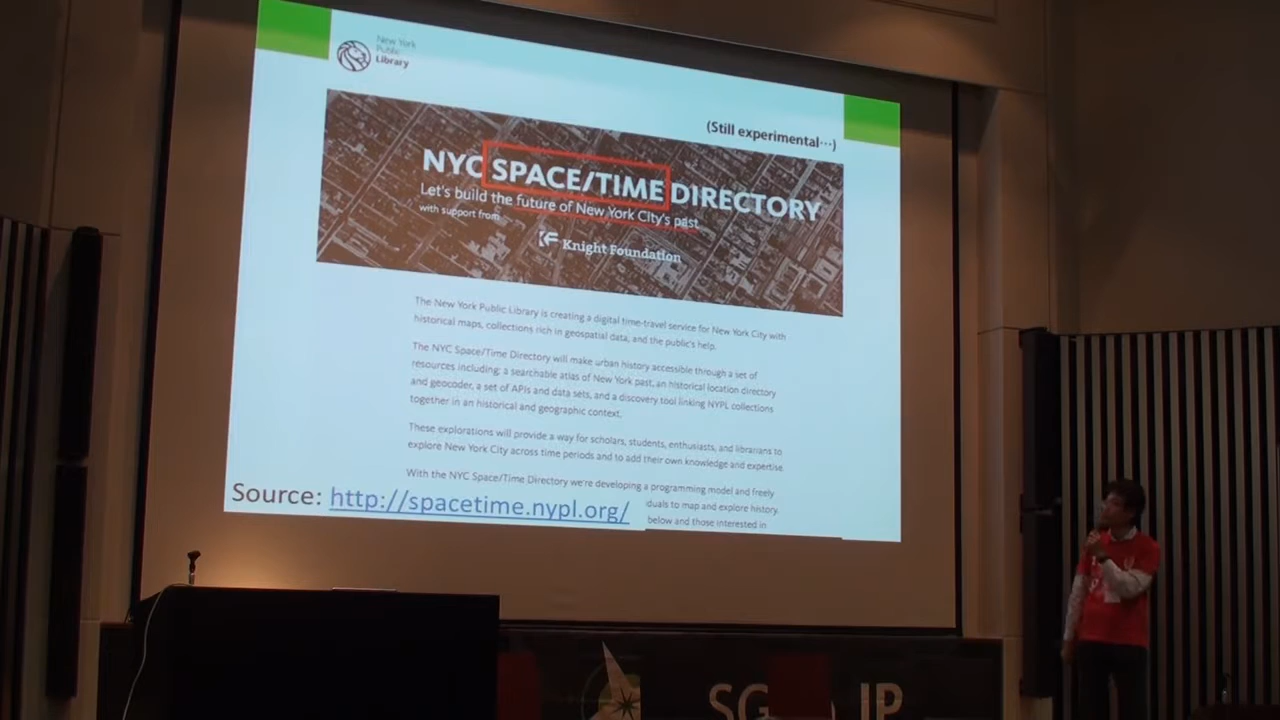 New York
Public
Library
(Still experimental…)
NYC SPACE/TIME DIRECTORY
Let's build the future of New York City's past
with support from
Knight Foundation
The New York Public Library is creating a digital time-travel service for New York City with
historical maps, collections rich in geospatial data, and the public's help.
The NYC Space/Time Directory will make urban history accessible through a set of
resources including: a searchable atlas of New York past, an historical location directory
and geocoder, a set of APIs and data sets, and a discovery tool linking NYPL collections
together in an historical and geographic context.
These explorations will provide a way for scholars, students, enthusiasts, and librarians to
explore New York City across time periods and to add their own knowledge and expertise.
With the NYC Space/Time Directory we're developing a programming model and freely
duals to map and explore history.
below and those interested in
Source: http://spacetime.nypl.org/
SG JP